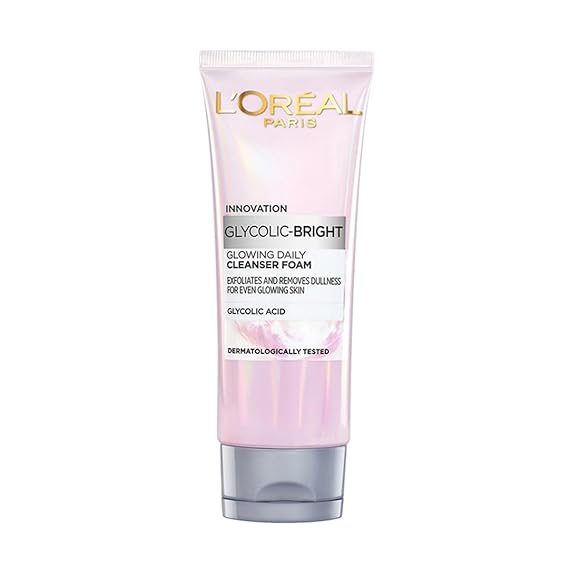 L'ORÉAL
PARIS
INNOVATION
GLYCOLIC-BRIGHT
GLOWING DAILY
CLEANSER FOAM
EXFOLIATES AND REMOVES DULLNESS
FOR EVEN GLOWING SKIN
GLYCOLIC ACID
DERMATOLOGICALLY TESTED